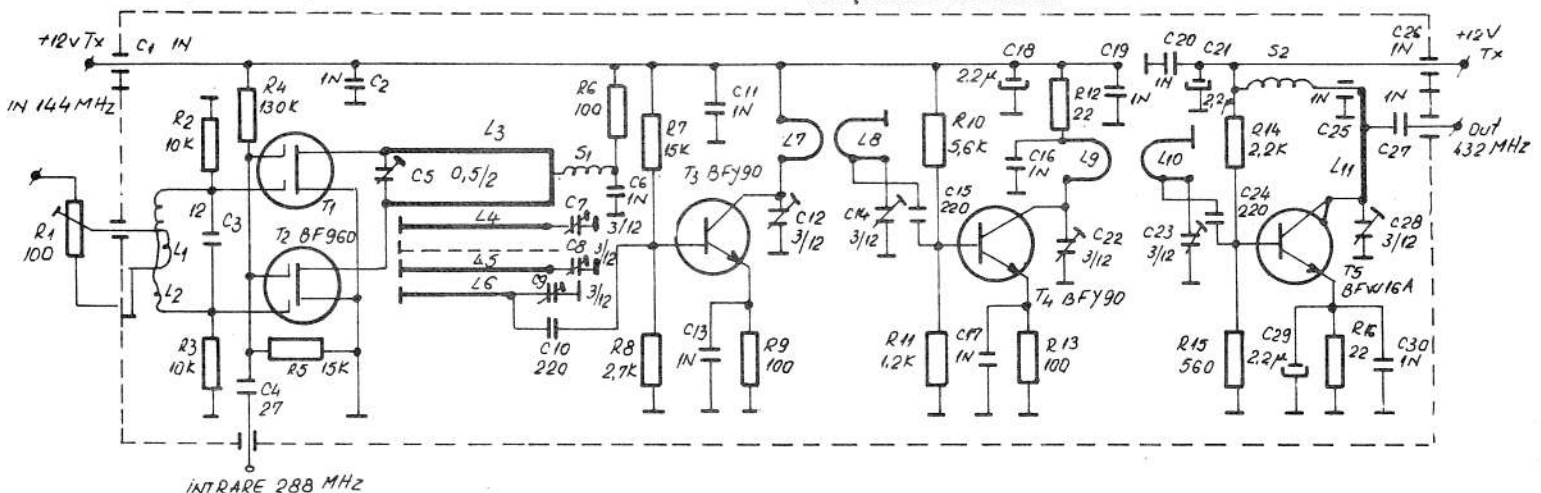 +12V Tx
C1 1N
IN 144 MHz
R1
100
L1
L2
R2
10K
R3
10K
12
C3
R4
130K
1N
C2
T1
T2 BF960
R5
15K
C4
27
INTRARE 288 MHz
L3
C5
0,5/2
S1
R6
100
C6
1N
3/12
L4
C7
C8
3/12
L5
L6
C9
3/12
C10
220
R7
15K
R8
2,7K
C11
1N
T3 BFY90
L7
C12
3/12
C13
1N
R9
100
L8
C14
3/12
C15
220
R10
5,6K
R11
1,2K
C16
1N
C17
1N
T4 BFY90
R13
100
C18
2.2µ
R12
22
C19
1N
L9
C22
3/12
C20
1N
C21
2,2µ
L10
C23
3/12
C24
220
S2
R14
2,2K
R15
560
1N
C25
L11
1N
C27
C26
1N
+12V
Tx
Out
432 MHz
C28
3/12
T5
BFW16A
C29
2.2µ
R16
22
C30
1N